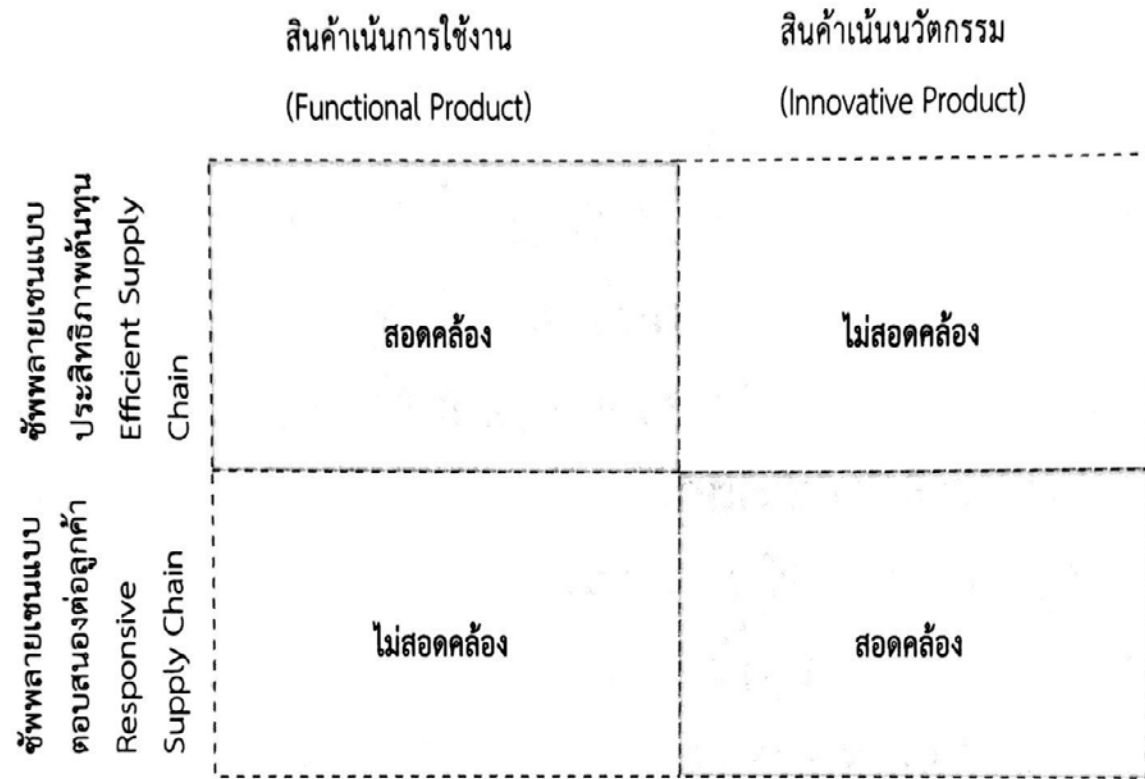 สินค้าเน้นการใช้งาน
(Functional Product)
สินค้าเน้นนวัตกรรม
(Innovative Product)
ซัพพลายเชนแบบ
ประสิทธิภาพต้นทุน
Efficient Supply
Chain
สอดคล้อง
ไม่สอดคล้อง
ซัพพลายเชนแบบ
ตอบสนองต่อลูกค้า
Responsive
Supply Chain
ไม่สอดคล้อง
สอดคล้อง